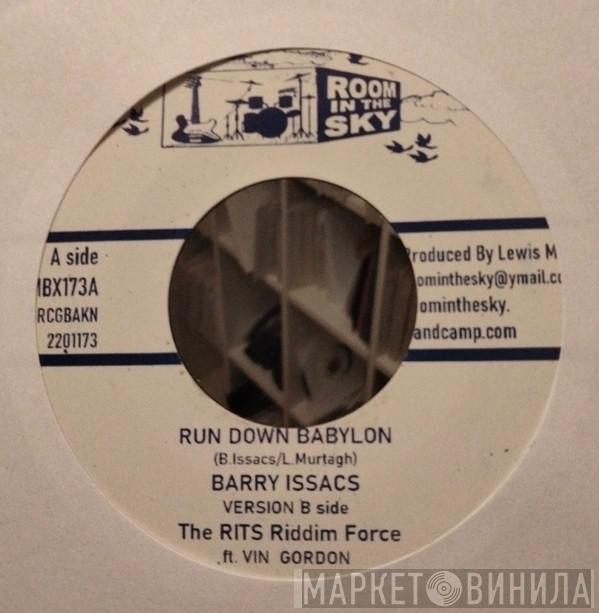 ROOM
IN THE
SKY
A side
MBX173A
RCGBAKN
2201173
Produced By Lewis M
ominthesky@ymail.co
ominthesky.
andcamp.com
RUN DOWN BABYLON
(B.Issacs/L.Murtagh)
BARRY ISSACS
VERSION B side
The RITS Riddim Force
ft. VIN GORDON
МАРКЕТ ВИНИЛА